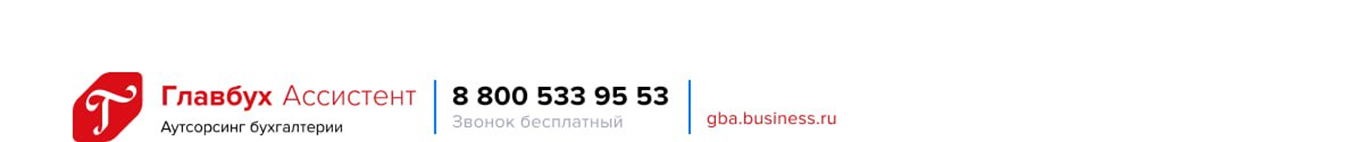 Главбух Ассистент
Аутсорсинг бухгалтерии
8 800 533 95 53
Звонок бесплатный
gba.business.ru